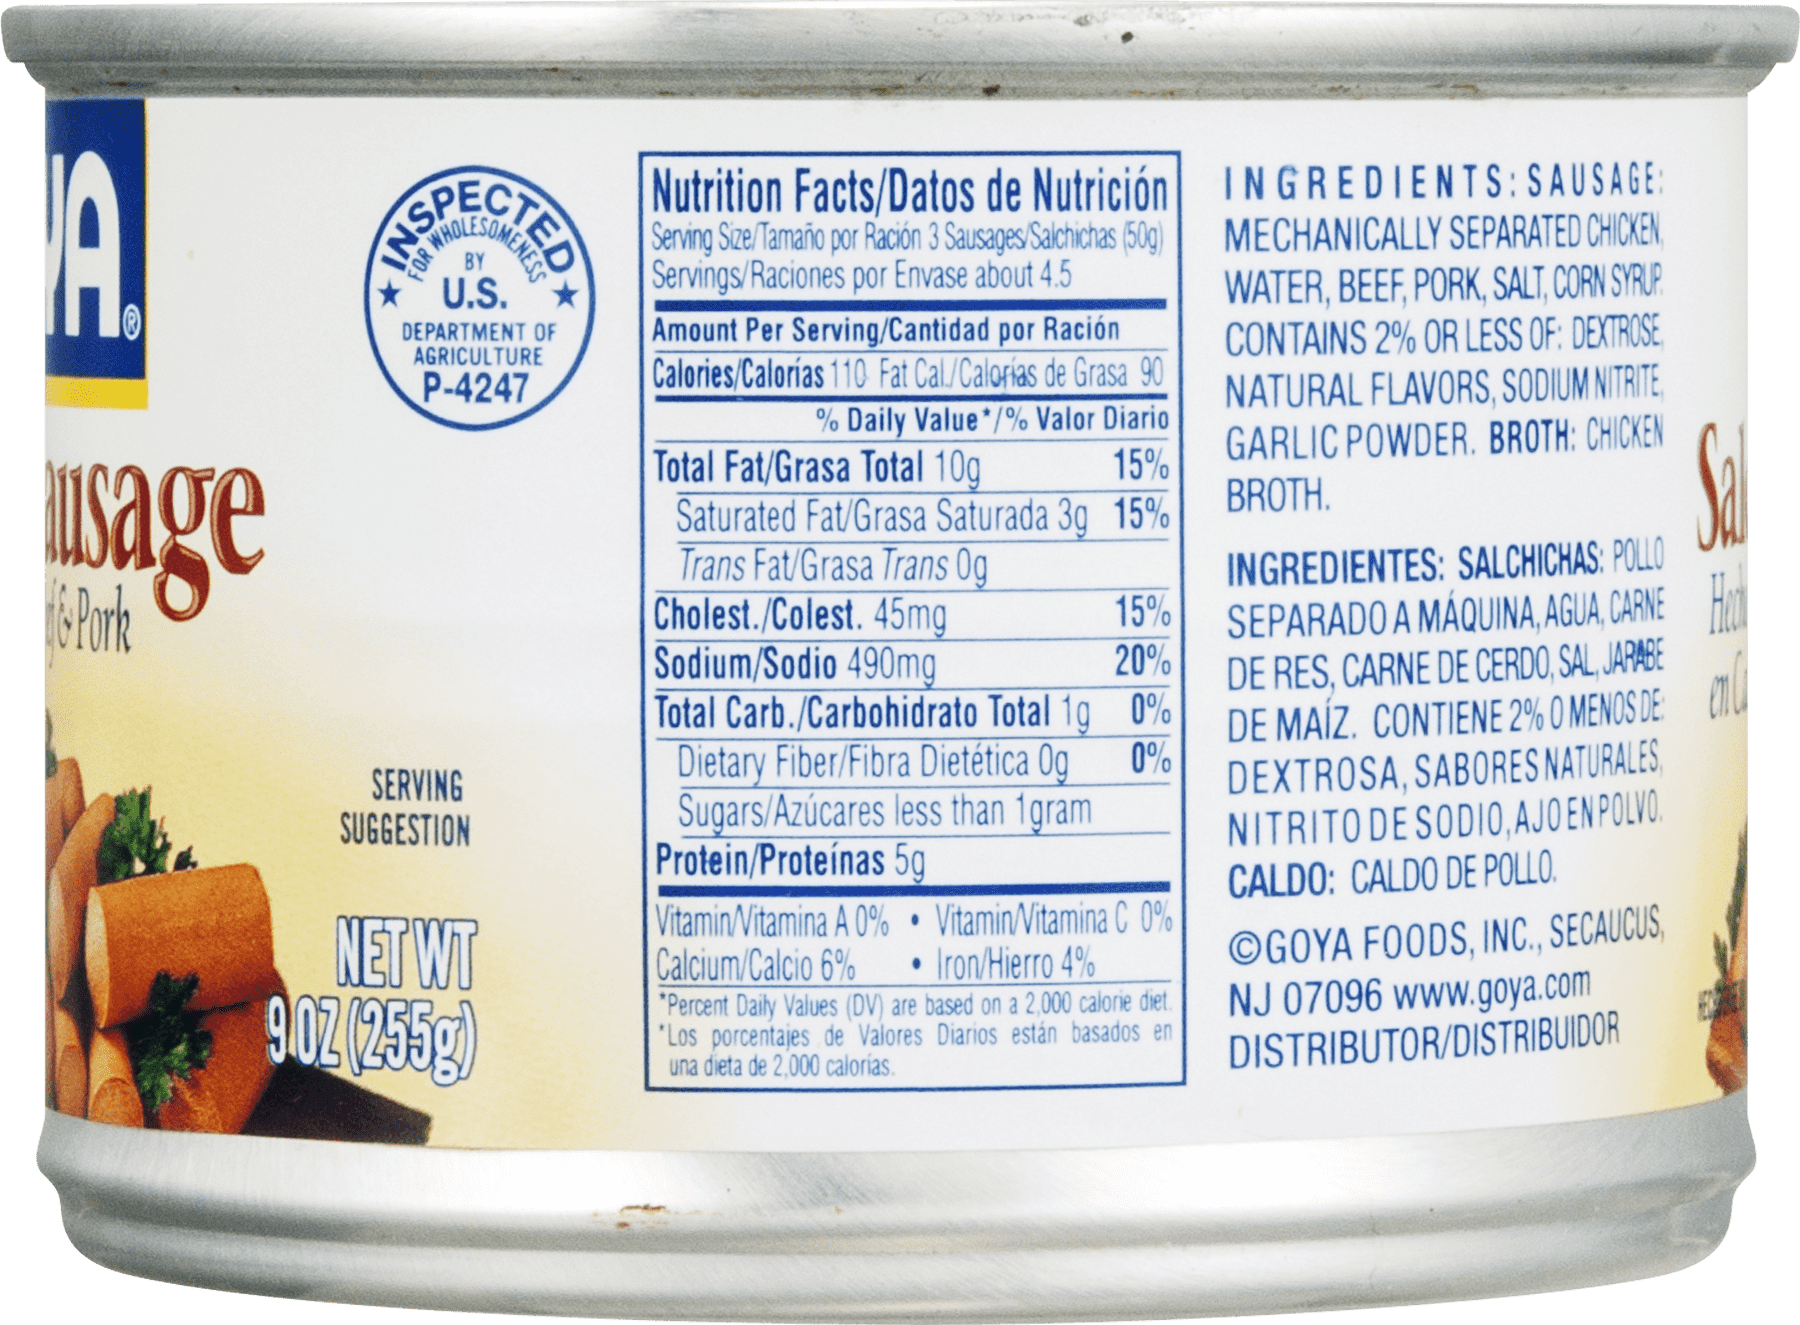 YA®
ausage
ef & Pork
SERVING
SUGGESTION
NET WT
9 OZ (255g)
INSPECTED
FOR WHOLESOMENESS
BY
U.S.
DEPARTMENT OF
AGRICULTURE
P-4247
Nutrition Facts/Datos de Nutrición
Serving Size/Tamaño por Ración 3 Sausages/Salchichas (50g)
Servings/Raciones por Envase about 4.5
Amount Per Serving/Cantidad por Ración
Calories/Calorías 110 Fat Cal./Calorías de Grasa 90
% Daily Value*/% Valor Diario
Total Fat/Grasa Total 10g 15%
Saturated Fat/Grasa Saturada 3g 15%
Trans Fat/Grasa Trans 0g
Cholest./Colest. 45mg 15%
Sodium/Sodio 490mg 20%
Total Carb./Carbohidrato Total 1g 0%
Dietary Fiber/Fibra Dietética 0g 0%
Sugars/Azúcares less than 1gram
Protein/Proteínas 5g
Vitamin/Vitamina A 0% • Vitamin/Vitamina C 0%
Calcium/Calcio 6% • Iron/Hierro 4%
*Percent Daily Values (DV) are based on a 2,000 calorie diet.
*Los porcentajes de Valores Diarios están basados en
una dieta de 2,000 calorías.
INGREDIENTS: SAUSAGE:
MECHANICALLY SEPARATED CHICKEN,
WATER, BEEF, PORK, SALT, CORN SYRUP.
CONTAINS 2% OR LESS OF: DEXTROSE,
NATURAL FLAVORS, SODIUM NITRITE,
GARLIC POWDER. BROTH: CHICKEN
BROTH.
INGREDIENTES: SALCHICHAS: POLLO
SEPARADO A MÁQUINA, AGUA, CARNE
DE RES, CARNE DE CERDO, SAL, JARABE
DE MAÍZ. CONTIENE 2% O MENOS DE:
DEXTROSA, SABORES NATURALES,
NITRITO DE SODIO, AJO EN POLVO.
CALDO: CALDO DE POLLO.
©GOYA FOODS, INC., SECAUCUS,
NJ 07096 www.goya.com
DISTRIBUTOR/DISTRIBUIDOR
Sal
Hech
en Ca